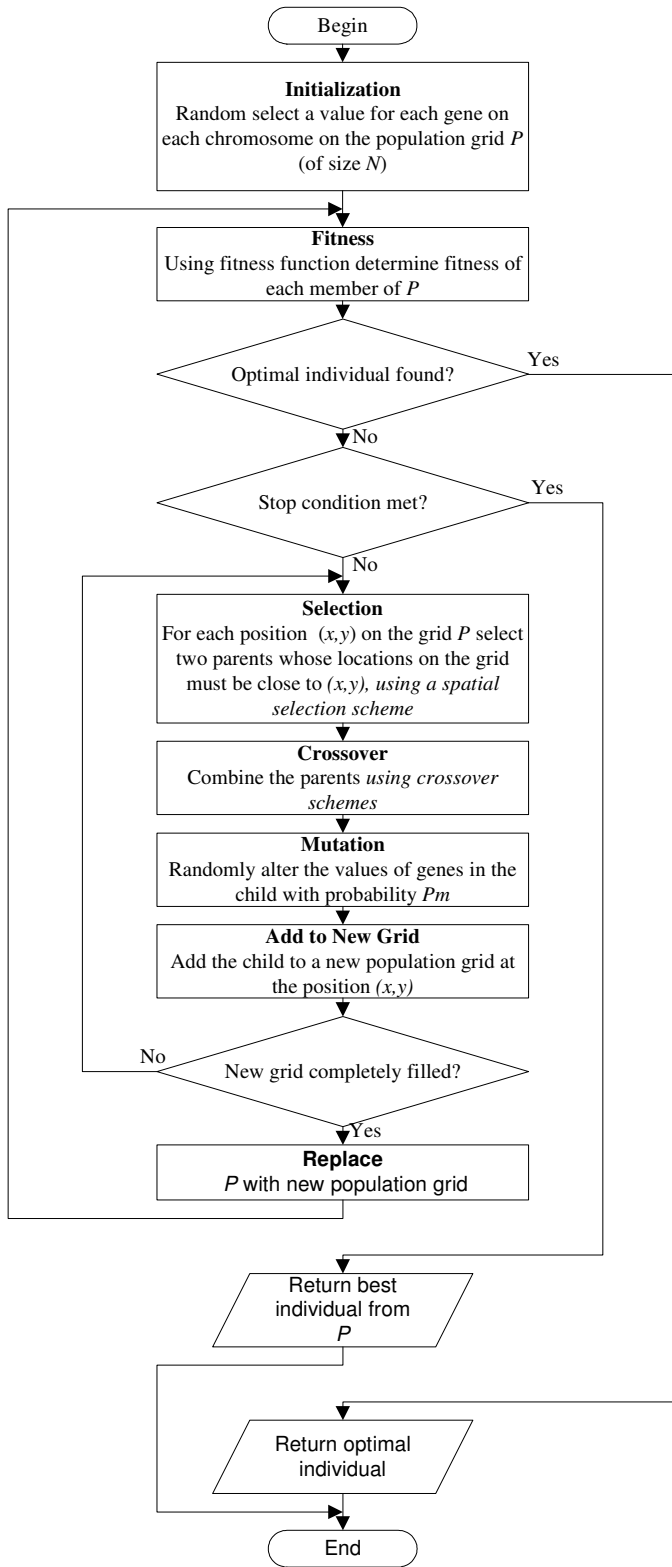 Begin
Initialization
Random select a value for each gene on
each chromosome on the population grid P
(of size N)
Fitness
Using fitness function determine fitness of
each member of P
Yes
Optimal individual found?
No
Yes
Stop condition met?
No
Selection
For each position (x,y) on the grid P select
two parents whose locations on the grid
must be close to (x,y), using a spatial
selection scheme
Crossover
Combine the parents using crossover
schemes
Mutation
Randomly alter the values of genes in the
child with probability Pm
Add to New Grid
Add the child to a new population grid at
the position (x,y)
No
New grid completely filled?
Yes
Replace
P with new population grid
Return best
individual from
P
Return optimal
individual
End